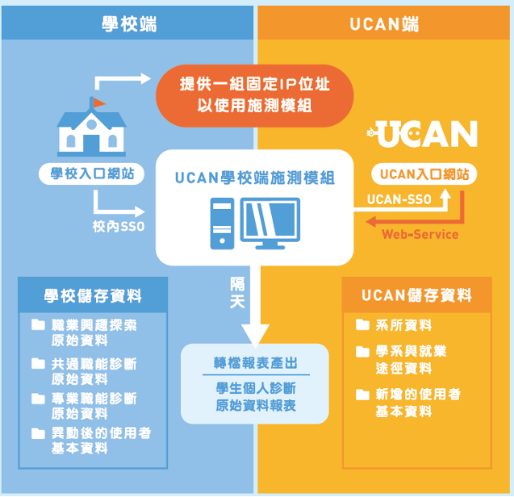 學校端
UCAN端
提供一組固定IP位址
以使用施測模組
UCAN
學校入口網站
UCAN學校端施測模組
UCAN入口網站
校內SSO
UCAN-SSO
Web-Service
隔天
學校儲存資料
職業興趣探索
原始資料
共通職能診斷
原始資料
專業職能診斷
原始資料
異動後的使用者
基本資料
轉檔報表產出
學生個人診斷
原始資料報表
UCAN儲存資料
系所資料
學系與就業
途徑資料
新增的使用者
基本資料